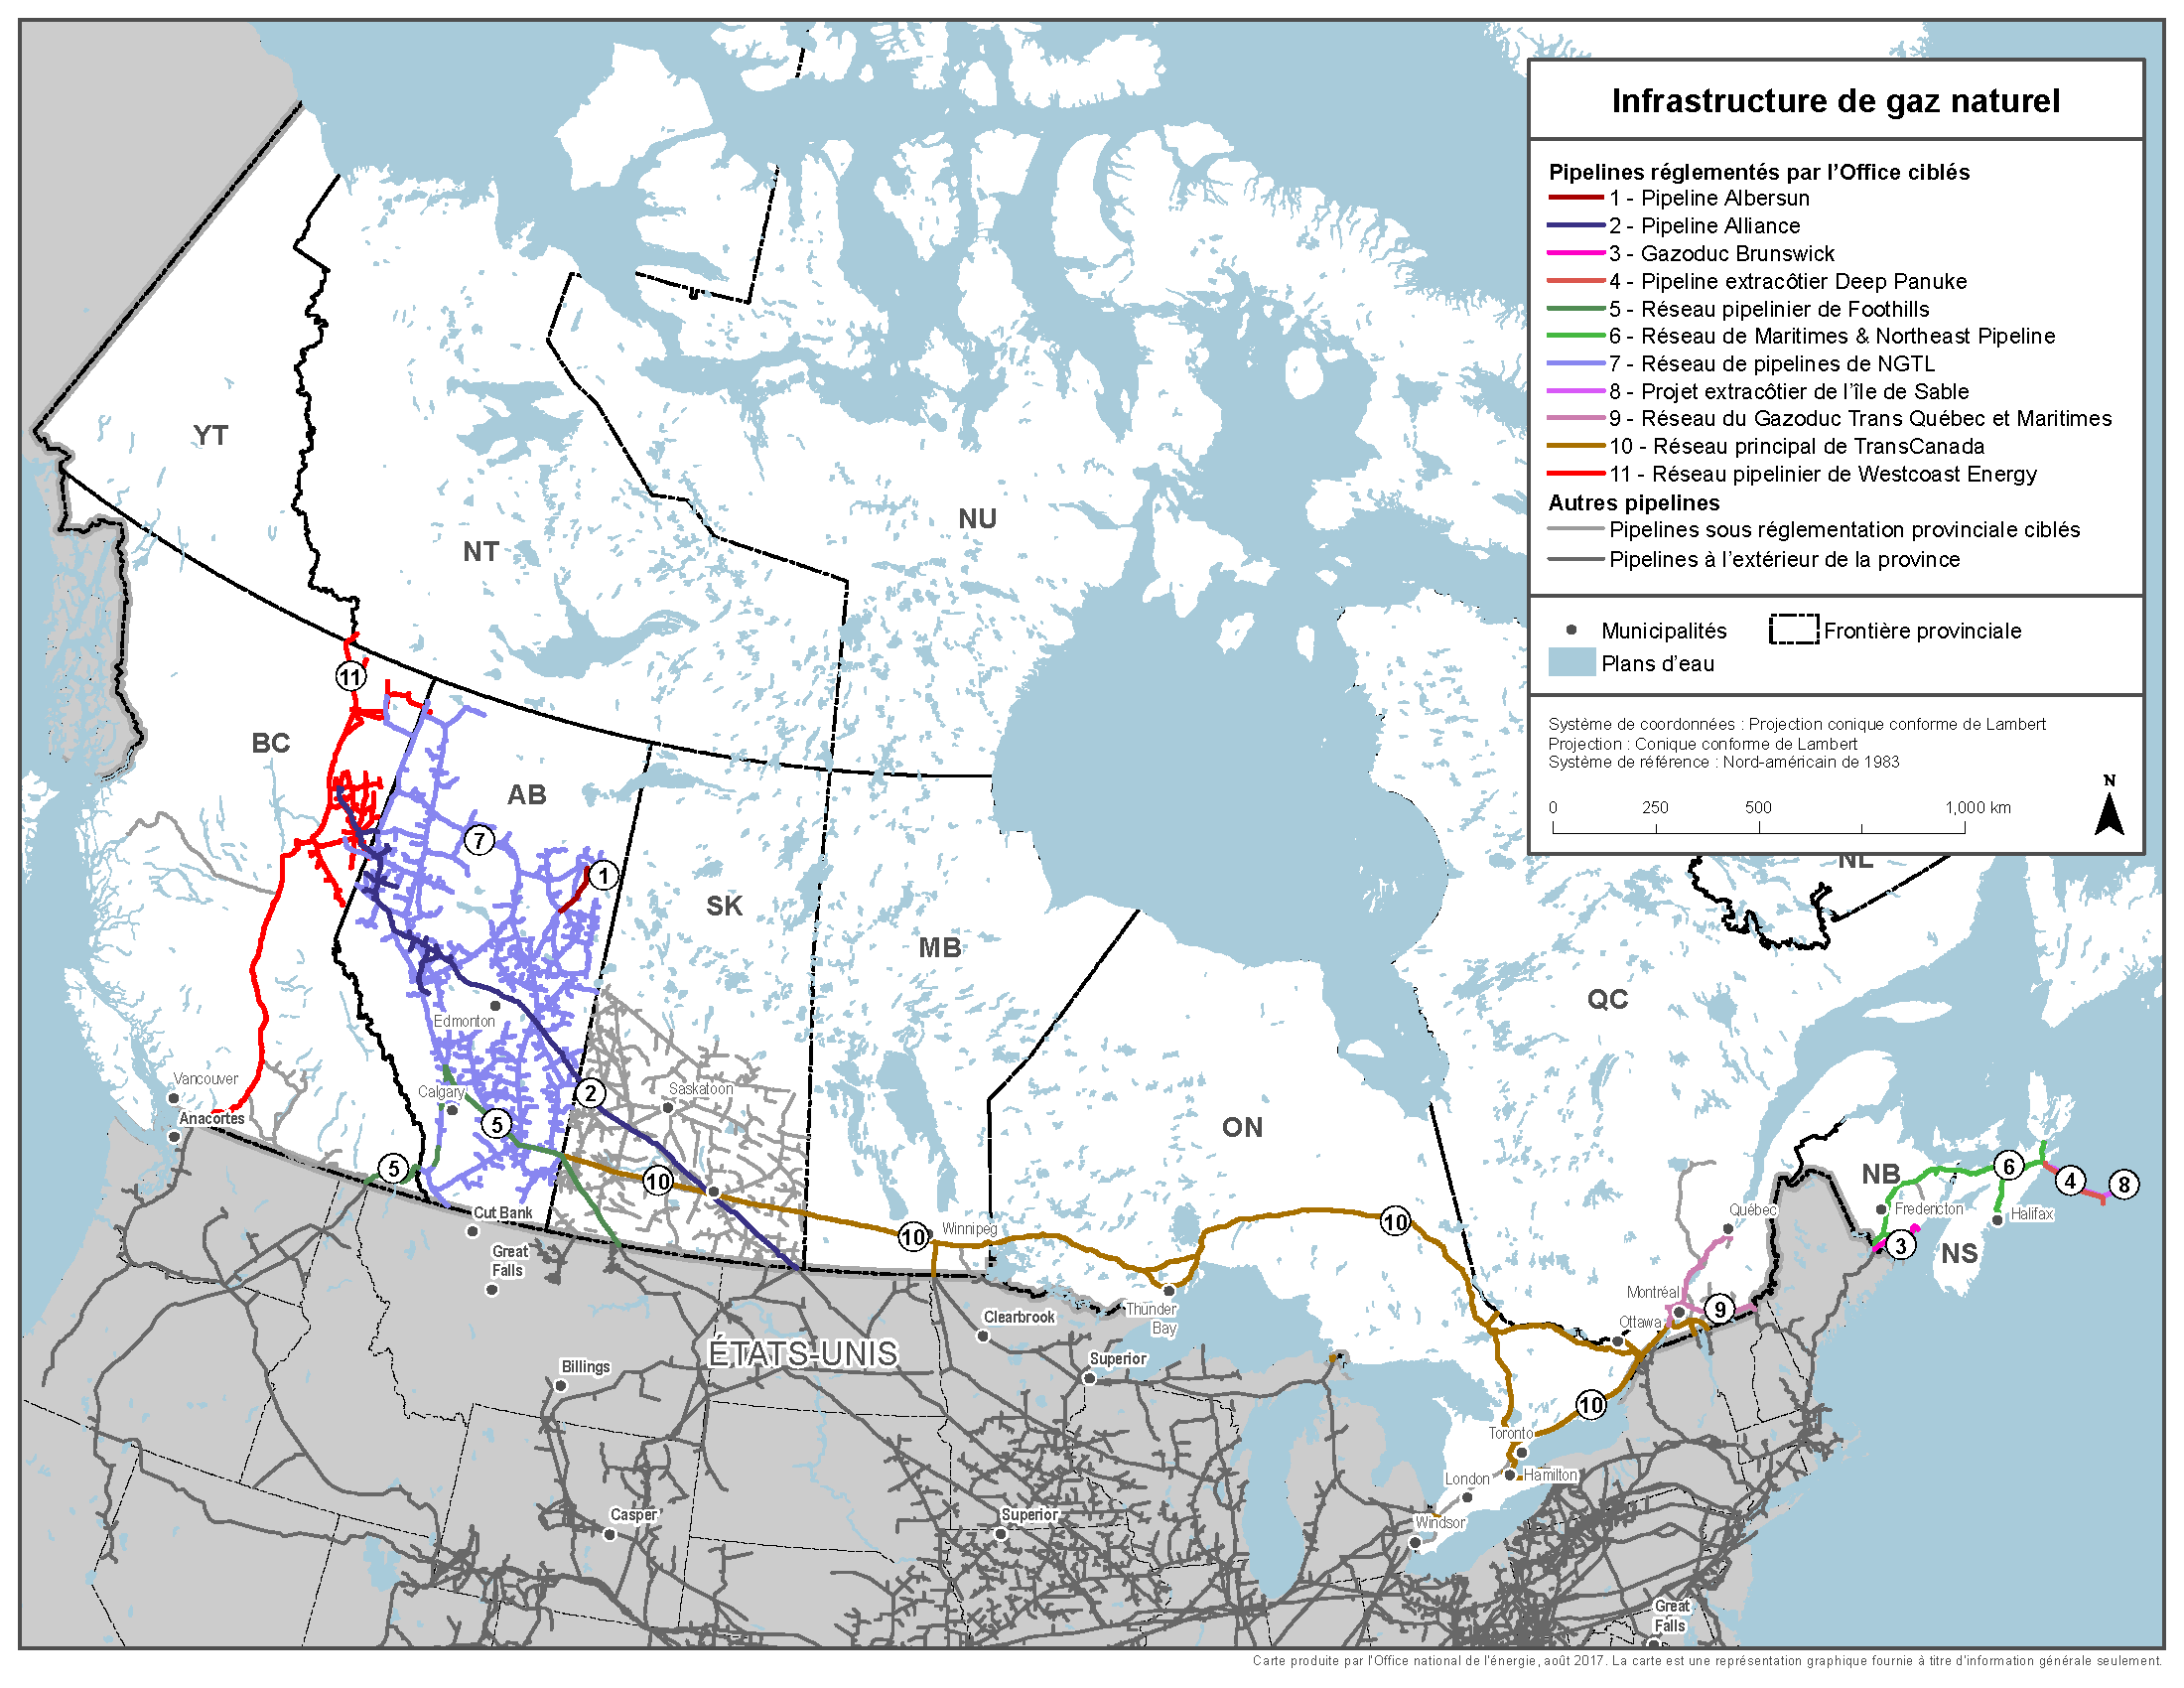 Infrastructure de gaz naturel
Pipelines réglementés par l'Office ciblés
1 - Pipeline Albersun
2 - Pipeline Alliance
3 - Gazoduc Brunswick
4 - Pipeline extracôtier Deep Panuke
5 - Réseau pipelinier de Foothills
6 - Réseau de Maritimes & Northeast Pipeline
7 - Réseau de pipelines de NGTL
8 - Projet extracôtier de l'île de Sable
9 - Réseau du Gazoduc Trans Québec et Maritimes
10 - Réseau principal de TransCanada
11 - Réseau pipelinier de Westcoast Energy
Autres pipelines
Pipelines sous réglementation provinciale ciblés
Pipelines à l'extérieur de la province
Municipalités
Frontière provinciale
Plans d'eau
Système de coordonnées : Projection conique conforme de Lambert
Projection : Conique conforme de Lambert
Système de référence : Nord-américain de 1983
N
0 250 500 1,000 km
YT
NT
NU
11
BC
AB
7
1
NL
SK
MB
QC
Edmonton
Vancouver
Calgary
2
Saskatoon
Anacortes
5
ON
5
10
6
NB
4
8
Cut Bank
Great
Falls
10
Winnipeg
10
Québec
Fredericton
Halifax
3
NS
Montréal
9
Ottawa
Thunder
Bay
Clearbrook
ÉTATS-UNIS
Billings
Superior
10
Toronto
London
Hamilton
Windsor
Casper
Superior
Great
Falls
Carte produite par l'Office national de l'énergie, août 2017. La carte est une représentation graphique fournie à titre d'information générale seulement.